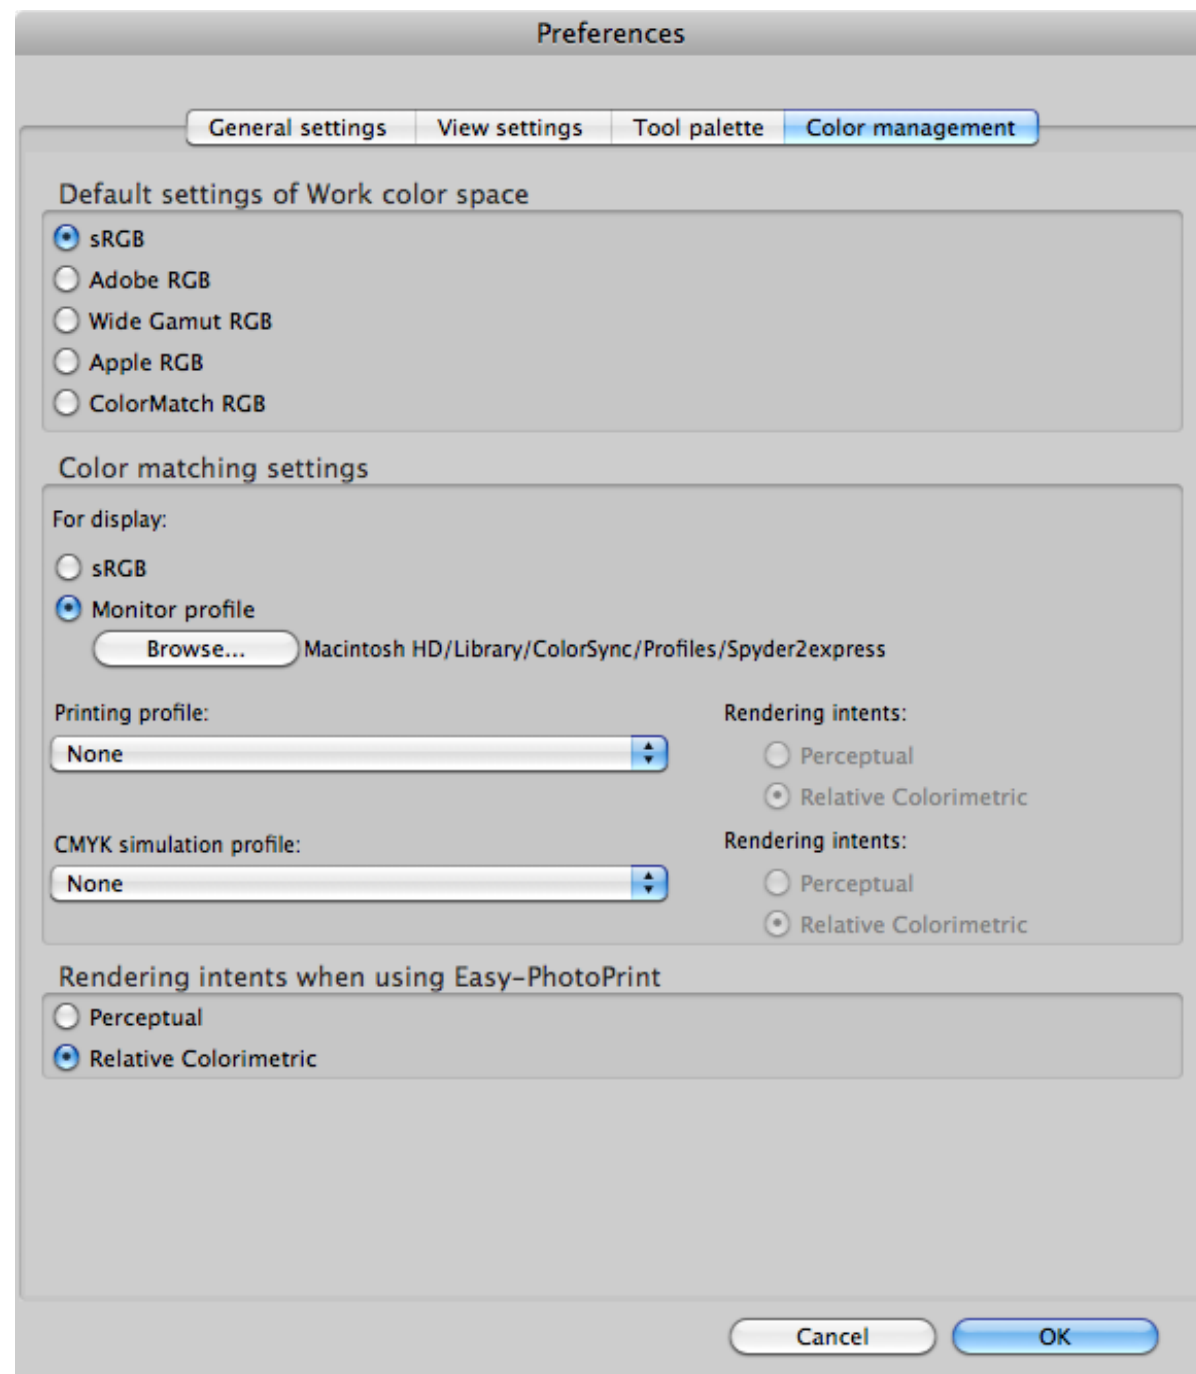 Preferences
General settings View settings Tool palette Color management
Default settings of Work color space
sRGB
Adobe RGB
Wide Gamut RGB
Apple RGB
ColorMatch RGB
Color matching settings
For display:
sRGB
Monitor profile
Browse... Macintosh HD/Library/ColorSync/Profiles/Spyder2express
Printing profile: Rendering intents:
None Perceptual
Relative Colorimetric
CMYK simulation profile: Rendering intents:
None Perceptual
Relative Colorimetric
Rendering intents when using Easy-PhotoPrint
Perceptual
Relative Colorimetric
Cancel OK